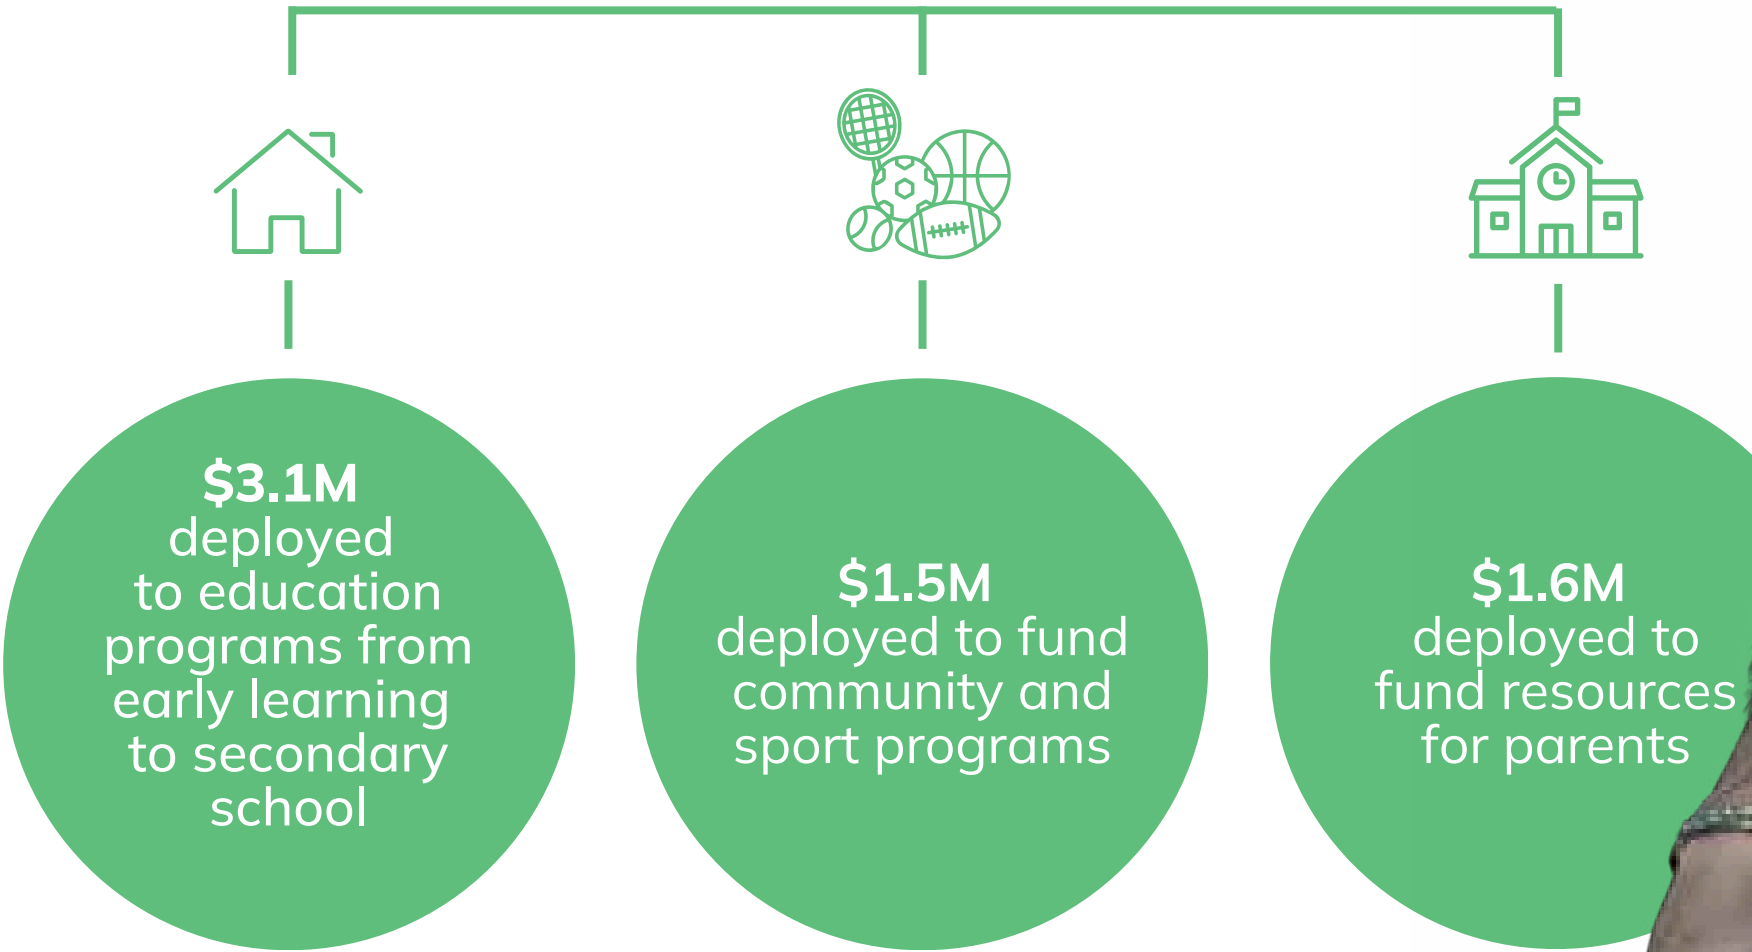 $3.1M
deployed
to education
programs from
early learning
to secondary
school
$1.5M
deployed to fund
community and
sport programs
$1.6M
deployed to
fund resources
for parents